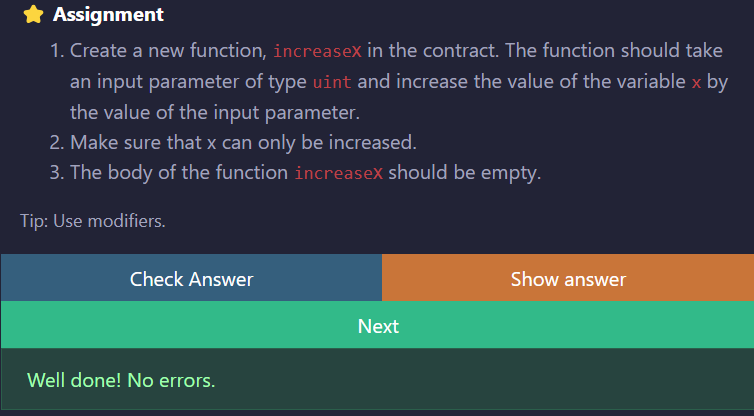 ⭐ Assignment
1. Create a new function, increaseX in the contract. The function should take
an input parameter of type uint and increase the value of the variable x by
the value of the input parameter.
2. Make sure that x can only be increased.
3. The body of the function increaseX should be empty.
Tip: Use modifiers.
Check Answer
Show answer
Next
Well done! No errors.